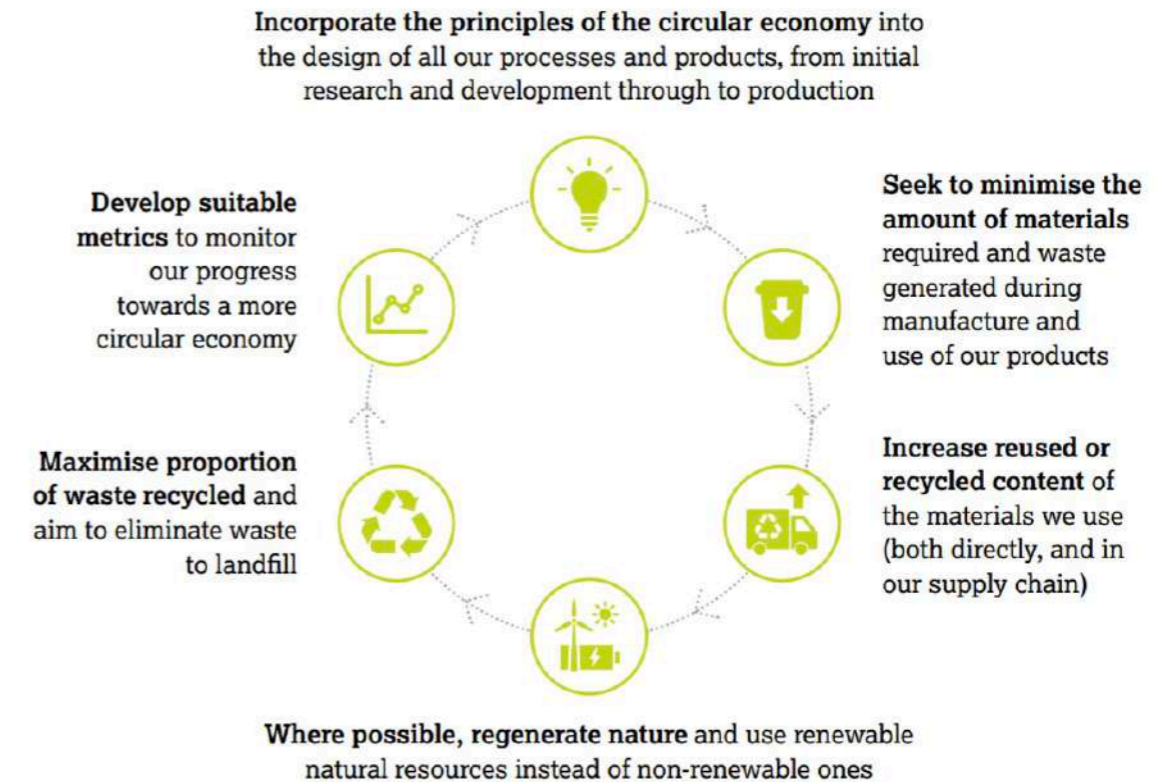 Incorporate the principles of the circular economy into
the design of all our processes and products, from initial
research and development through to production
Seek to minimise the
amount of materials
required and waste
generated during
manufacture and
use of our products
Increase reused or
recycled content of
the materials we use
(both directly, and in
our supply chain)
Where possible, regenerate nature and use renewable
natural resources instead of non-renewable ones
Maximise proportion
of waste recycled and
aim to eliminate waste
to landfill
Develop suitable
metrics to monitor
our progress
towards a more
circular economy